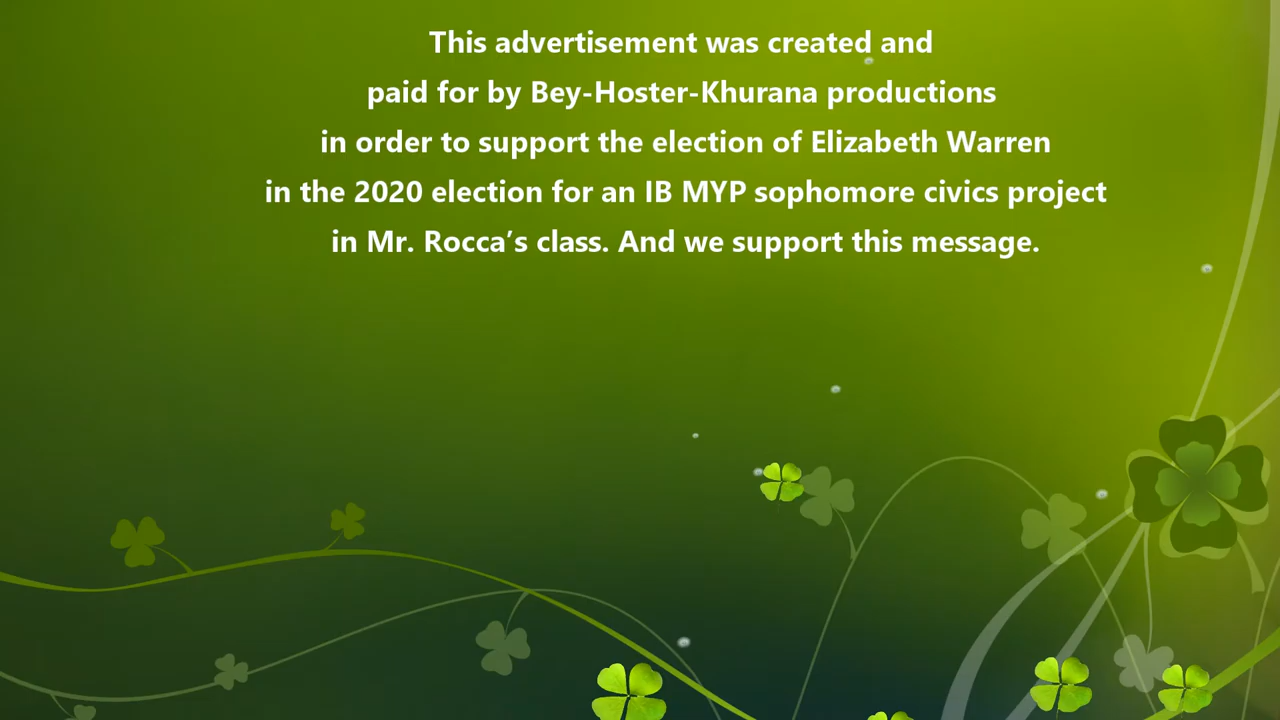 This advertisement was created and
paid for by Bey-Hoster-Khurana productions
in order to support the election of Elizabeth Warren
in the 2020 election for an IB MYP sophomore civics project
in Mr. Rocca’s class. And we support this message.